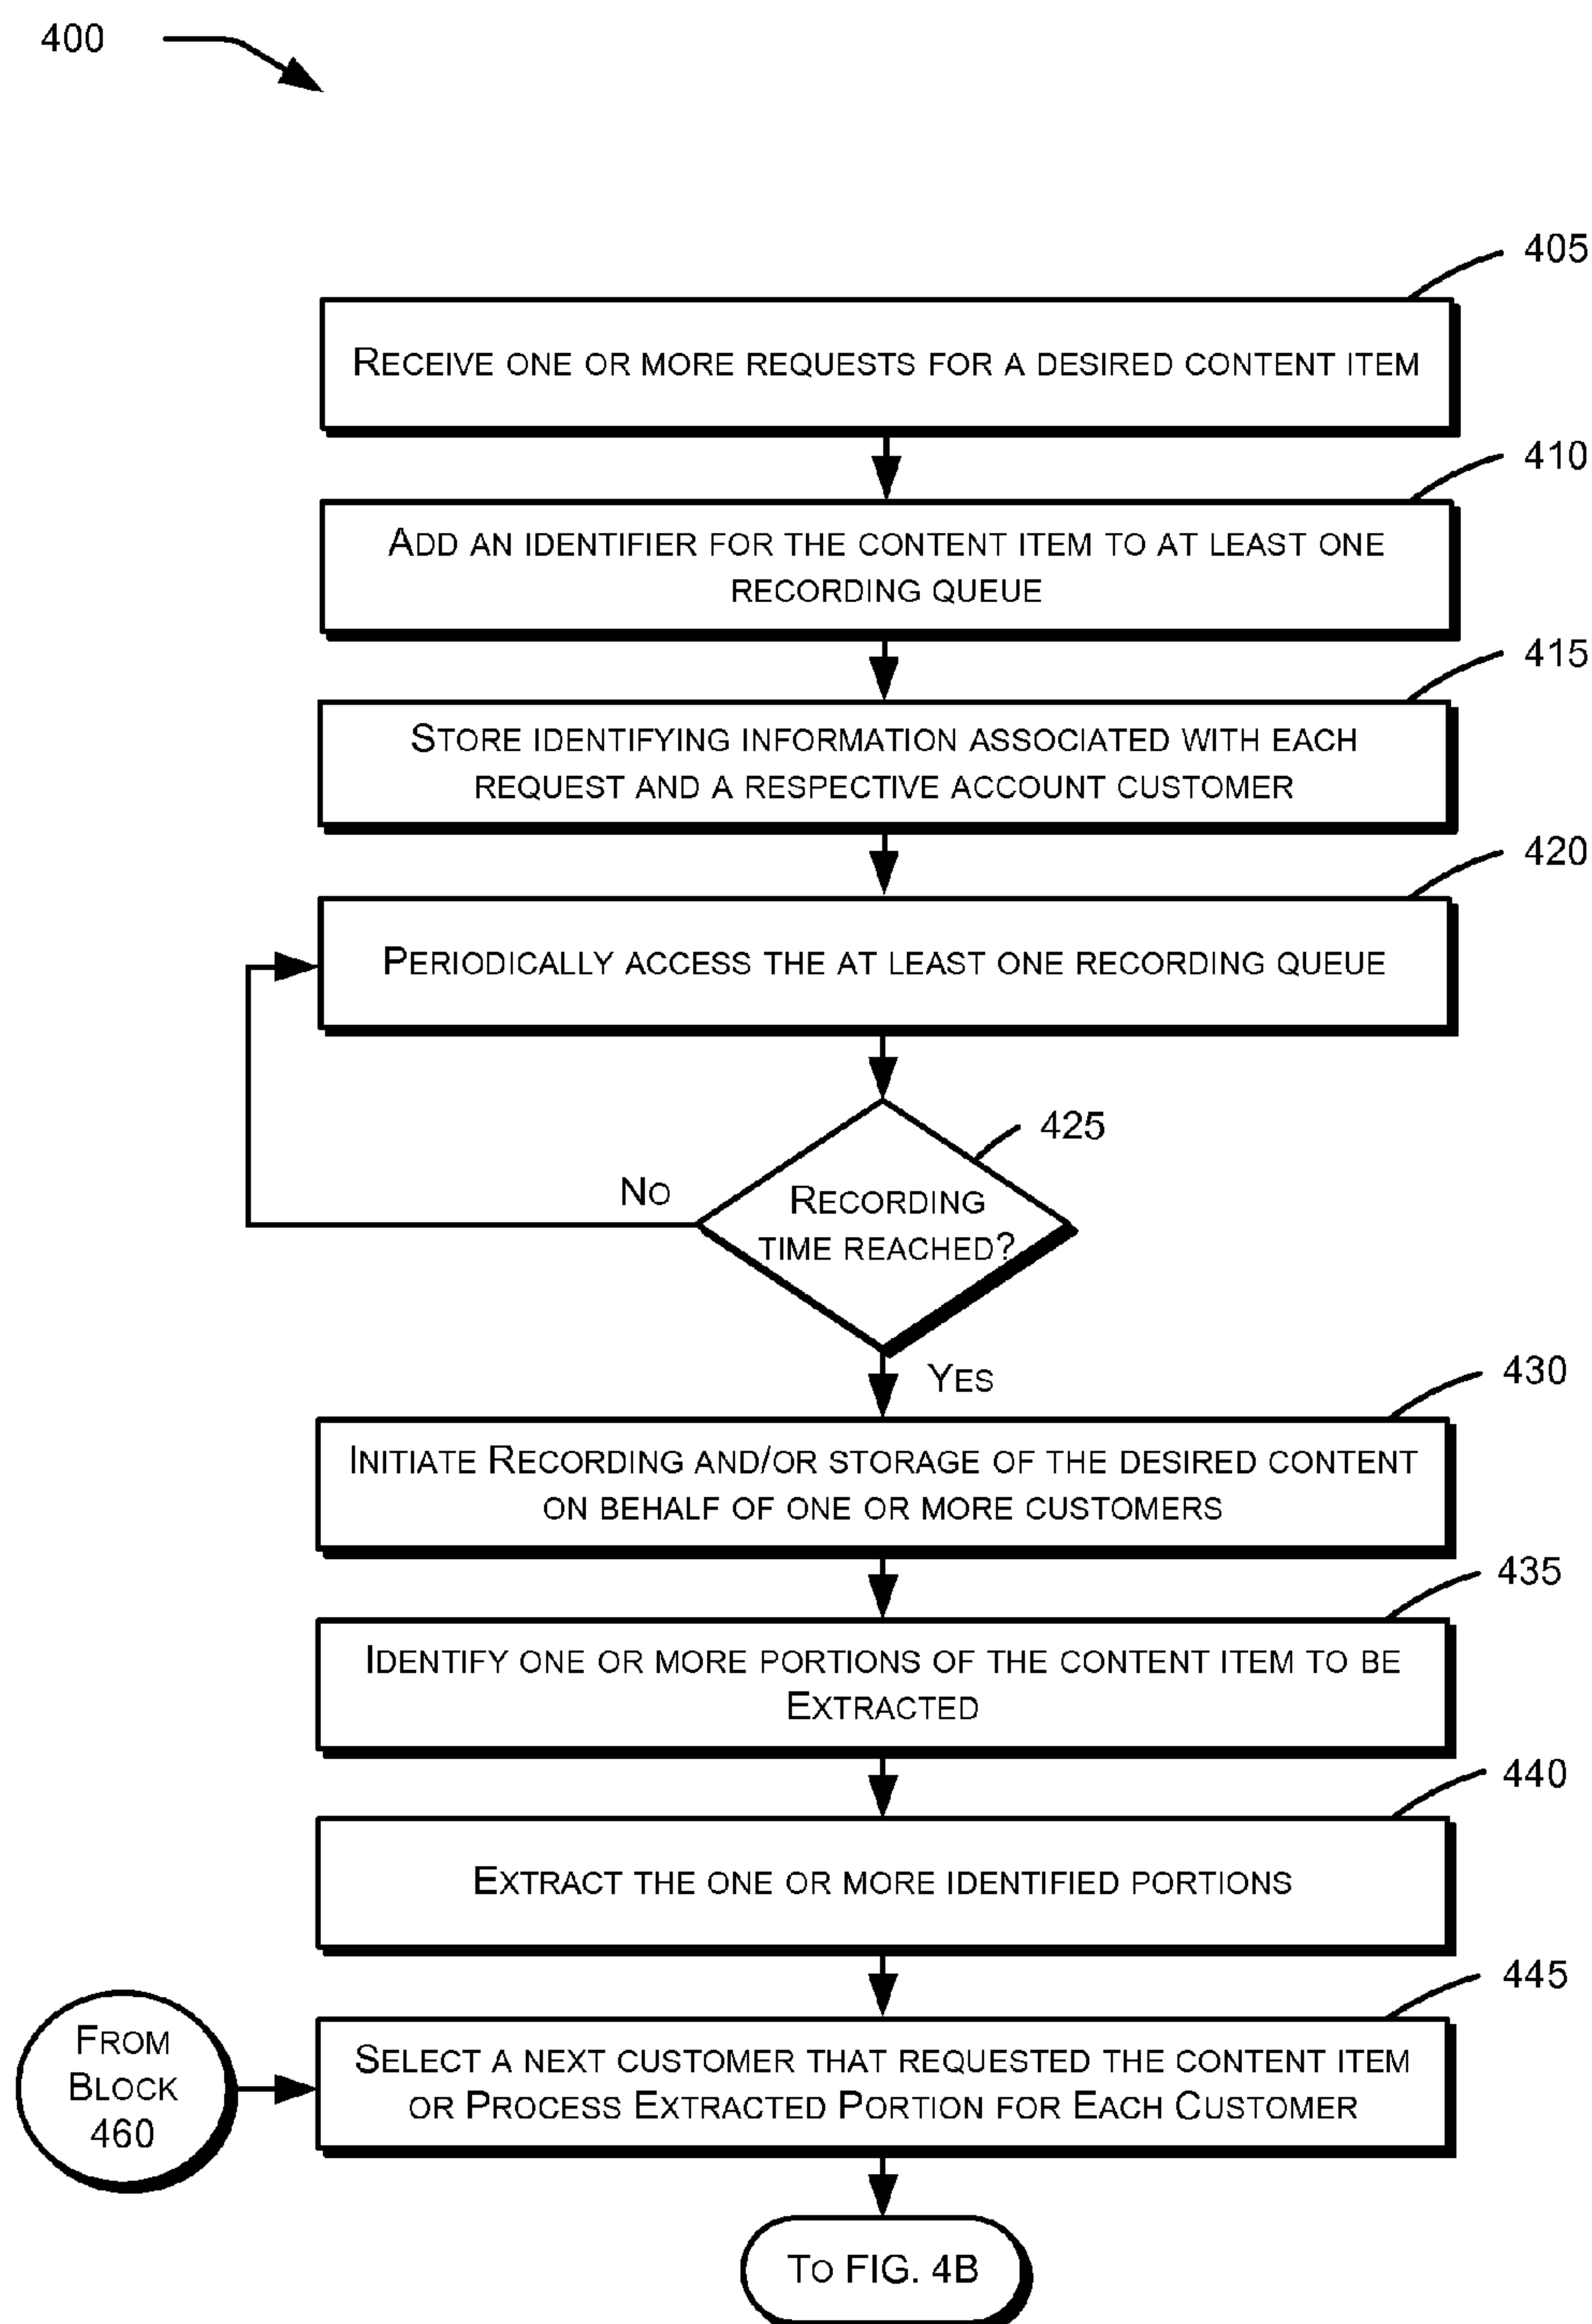 400
405
RECEIVE ONE OR MORE REQUESTS FOR A DESIRED CONTENT ITEM
410
ADD AN IDENTIFIER FOR THE CONTENT ITEM TO AT LEAST ONE
RECORDING QUEUE
415
STORE IDENTIFYING INFORMATION ASSOCIATED WITH EACH
REQUEST AND A RESPECTIVE ACCOUNT CUSTOMER
420
PERIODICALLY ACCESS THE AT LEAST ONE RECORDING QUEUE
425
NO
RECORDING
TIME REACHED?
YES
430
INITIATE RECORDING AND/OR STORAGE OF THE DESIRED CONTENT
ON BEHALF OF ONE OR MORE CUSTOMERS
435
IDENTIFY ONE OR MORE PORTIONS OF THE CONTENT ITEM TO BE
EXTRACTED
440
EXTRACT THE ONE OR MORE IDENTIFIED PORTIONS
445
FROM
BLOCK
460
SELECT A NEXT CUSTOMER THAT REQUESTED THE CONTENT ITEM
OR PROCESS EXTRACTED PORTION FOR EACH CUSTOMER
TO FIG. 4B